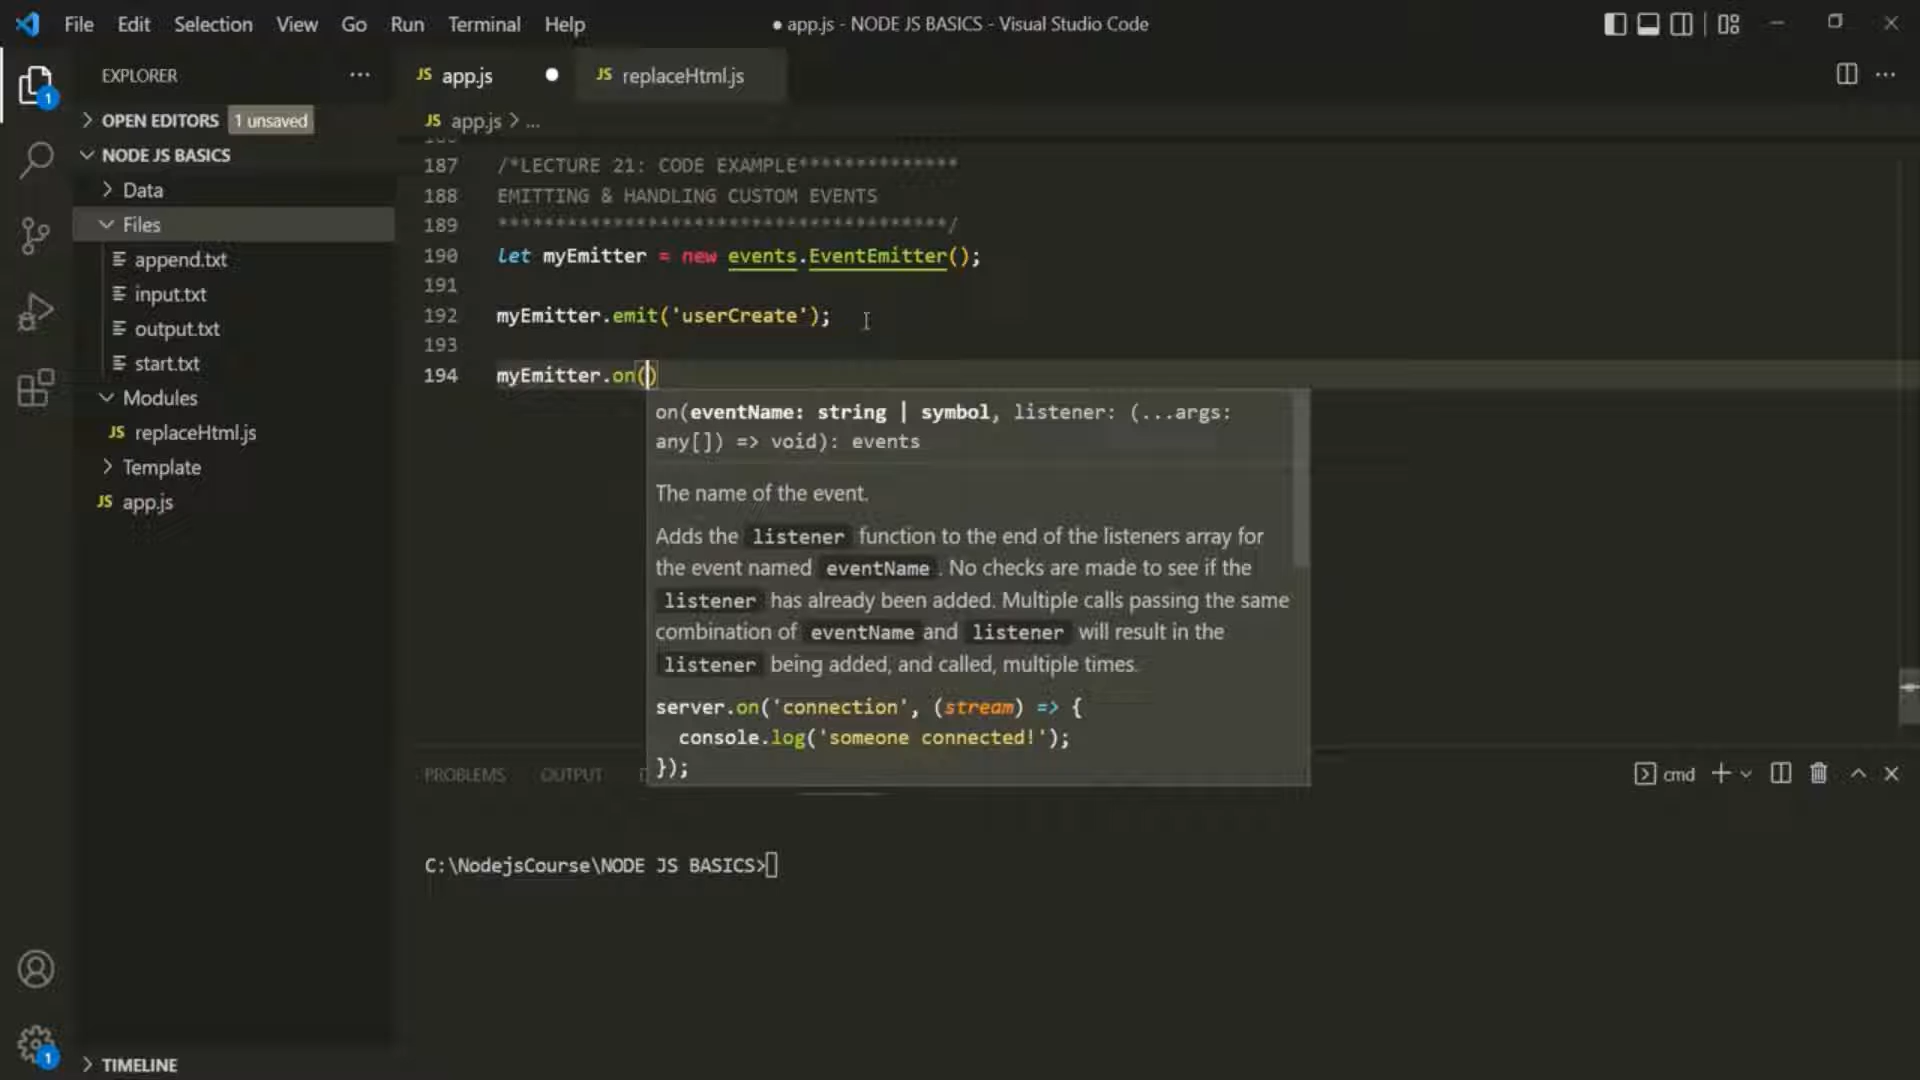 File Edit Selection View Go Run Terminal Help
● app.js - NODE JS BASICS - Visual Studio Code
EXPLORER
1
OPEN EDITORS 1 unsaved
NODE JS BASICS
Data
Files
append.txt
input.txt
output.txt
start.txt
Modules
JS replaceHtml.js
Template
JS app.js
TIMELINE
1
JS app.js
JS replaceHtml.js
JS app.js > ...
187 /*LECTURE 21: CODE EXAMPLE**************
188 EMITTING & HANDLING CUSTOM EVENTS
189 ***************************************/
190 let myEmitter = new events.EventEmitter();
191
192 myEmitter.emit('userCreate');
193
194 myEmitter.on()
on(eventName: string | symbol, listener: (...args:
any[]) => void): events
The name of the event.
Adds the listener function to the end of the listeners array for
the event named eventName. No checks are made to see if the
listener has already been added. Multiple calls passing the same
combination of eventName and listener will result in the
listener being added, and called, multiple times.
server.on('connection', (stream) => {
console.log('someone connected!');
});
PROBLEMS OUTPUT
cmd
C:\NodejsCourse\NODE JS BASICS>